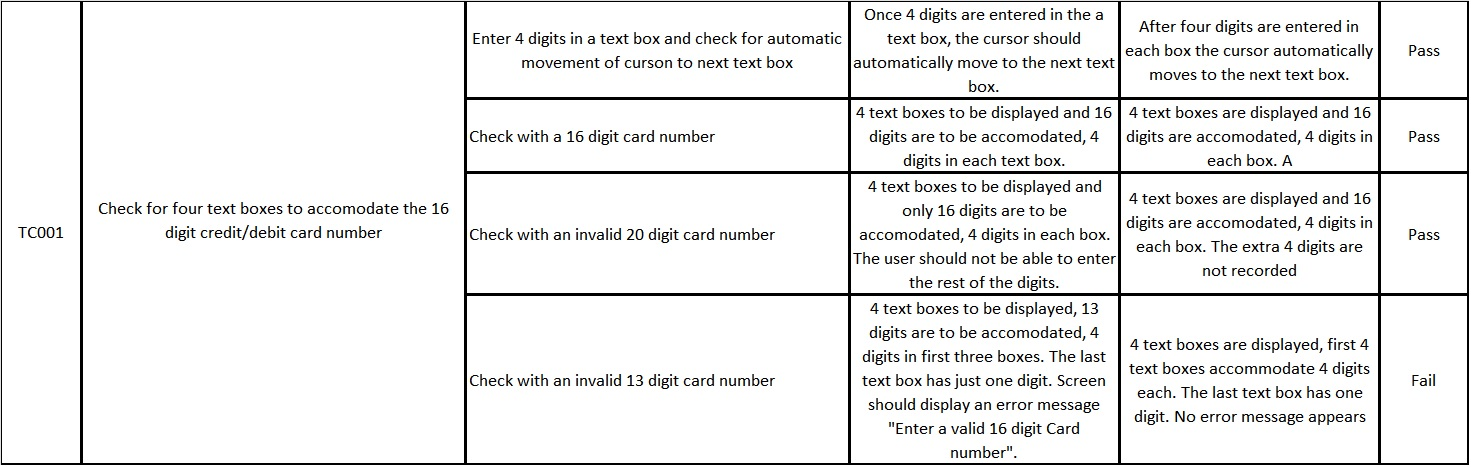 TC001
Check for four text boxes to accomodate the 16
digit credit/debit card number
Enter 4 digits in a text box and check for automatic
movement of curson to next text box
Once 4 digits are entered in the a
text box, the cursor should
automatically move to the next text
box.
After four digits are entered in
each box the cursor automatically
moves to the next text box.
Pass
Check with a 16 digit card number
4 text boxes to be displayed and 16
digits are to be accomodated, 4
digits in each text box.
4 text boxes are displayed and 16
digits are accomodated, 4 digits in
each box. A
Pass
Check with an invalid 20 digit card number
4 text boxes to be displayed and
only 16 digits are to be
accomodated, 4 digits in each box.
The user should not be able to enter
the rest of the digits.
4 text boxes are displayed and 16
digits are accomodated, 4 digits in
each box. The extra 4 digits are
not recorded
Pass
Check with an invalid 13 digit card number
4 text boxes to be displayed, 13
digits are to be accomodated, 4
digits in first three boxes. The last
text box has just one digit. Screen
should display an error message
"Enter a valid 16 digit Card
number".
4 text boxes are displayed, first 4
text boxes accommodate 4 digits
each. The last text box has one
digit. No error message appears
Fail